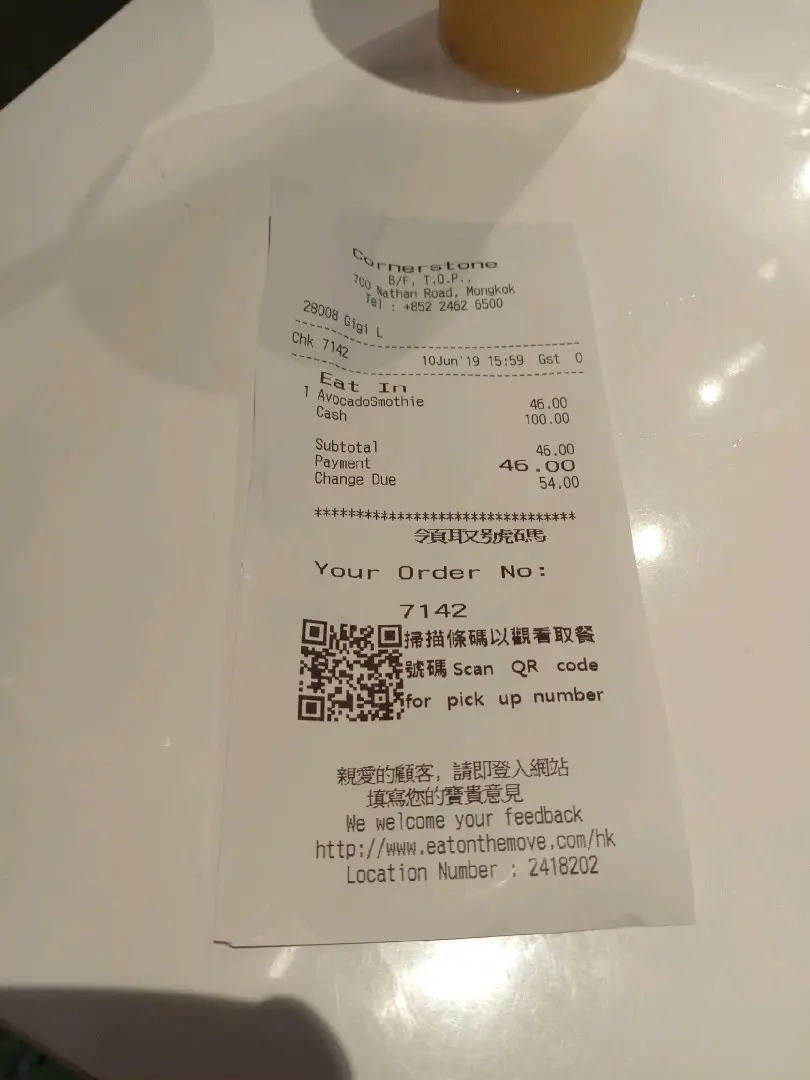 Cornerstone
B/F, T.O.P.,
700 Nathan Road, Mongkok
Tel : +852 2462 6500
28008 Gigi L
--------------------------------
Chk 7142 10Jun'19 15:59 Gst 0
--------------------------------
Eat In
1 AvocadoSmothie 46.00
Cash 100.00
Subtotal 46.00
Payment 46.00
Change Due 54.00
********************************
領取號碼
Your Order No:
7142
掃描條碼以觀看取餐
號碼 Scan QR code
for pick up number
親愛的顧客, 請即登入網站
填寫您的寶貴意見
We welcome your feedback
http://www.eatonthemove.com/hk
Location Number : 2418202